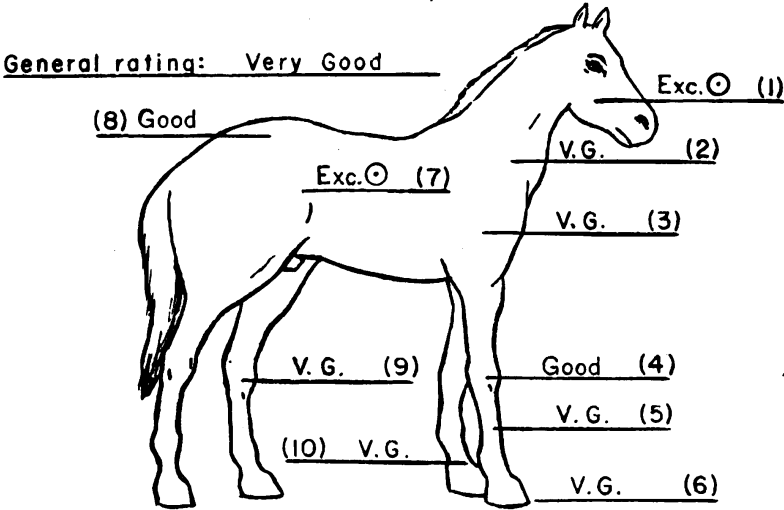 General rating: Very Good
Exc.⊙ (1)
(8) Good
V.G. (2)
Exc.⊙ (7)
V.G. (3)
V.G. (9)
Good (4)
V.G. (5)
(10) V.G.
V.G. (6)